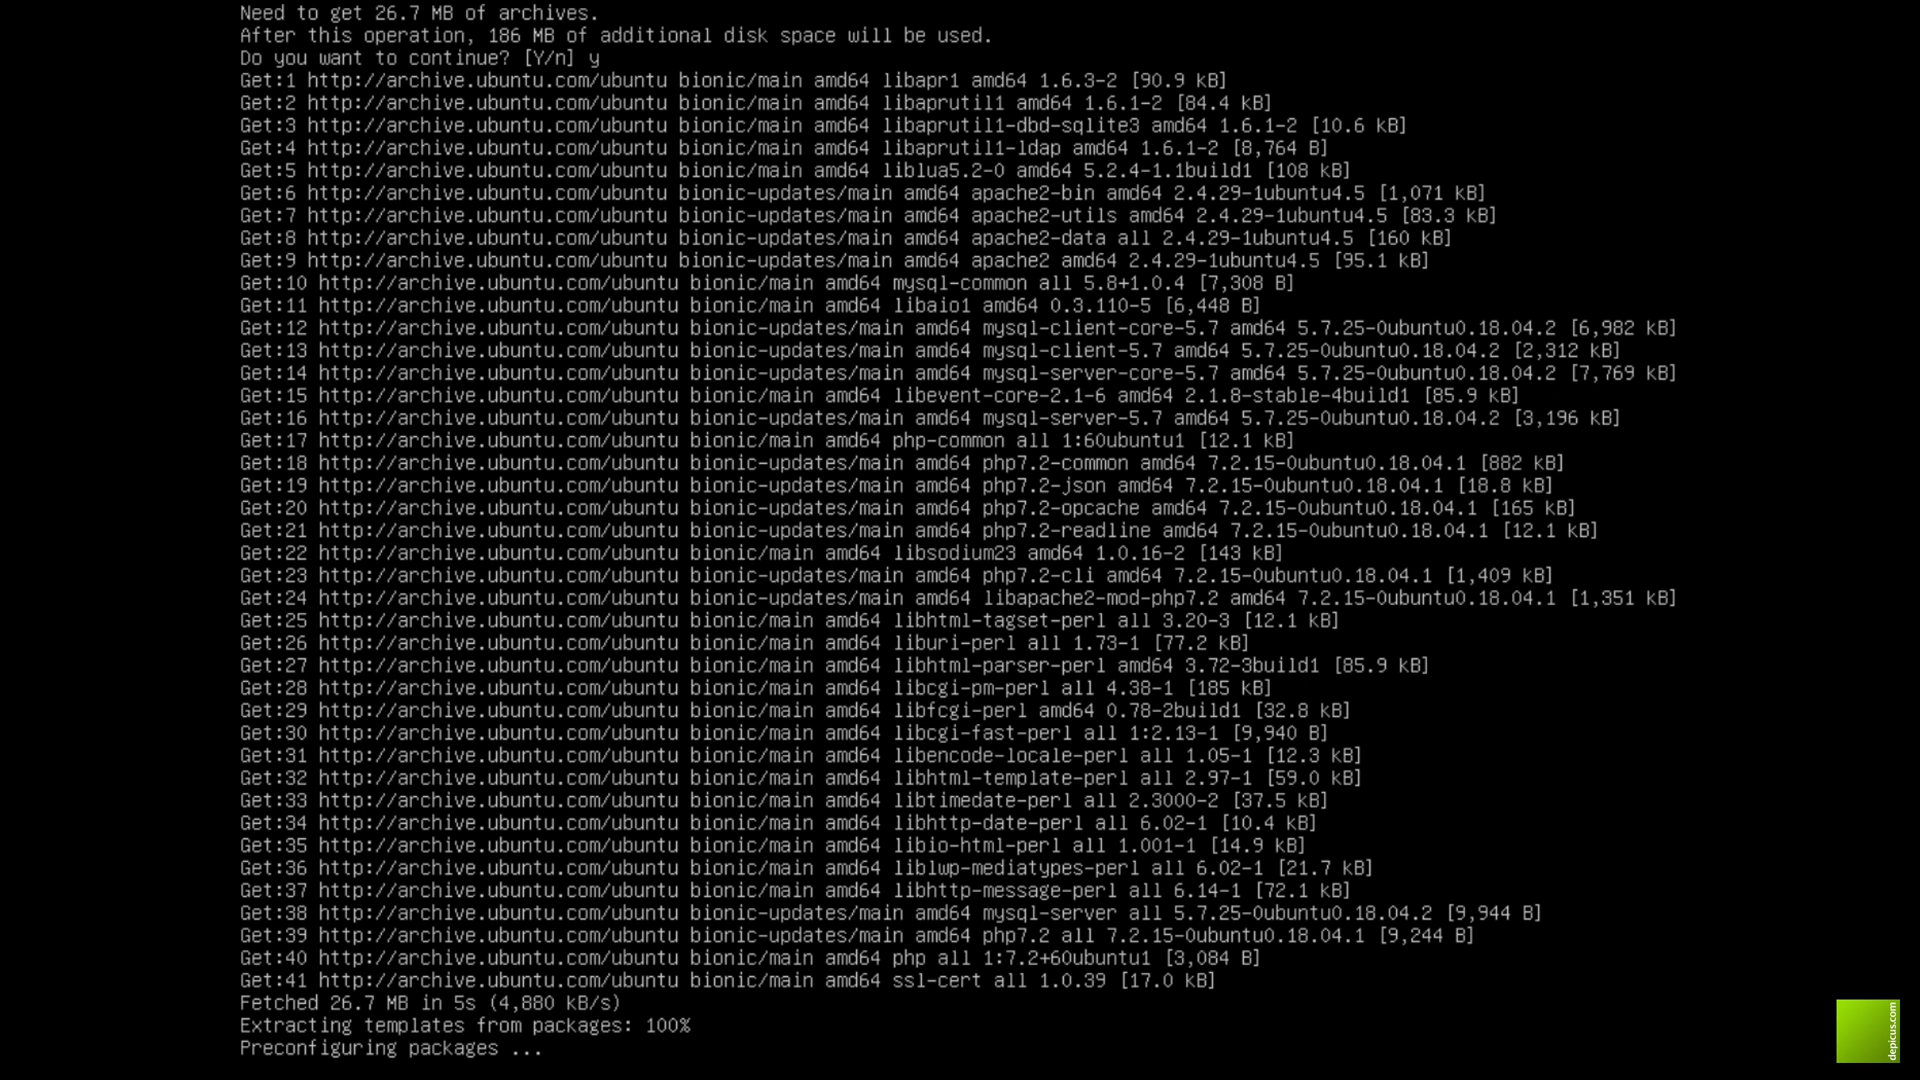 Need to get 26.7 MB of archives.
After this operation, 186 MB of additional disk space will be used.
Do you want to continue? [Y/n] y
Get:1 http://archive.ubuntu.com/ubuntu bionic/main amd64 libapr1 amd64 1.6.3-2 [90.9 kB]
Get:2 http://archive.ubuntu.com/ubuntu bionic/main amd64 libaprutil1 amd64 1.6.1-2 [84.4 kB]
Get:3 http://archive.ubuntu.com/ubuntu bionic/main amd64 libaprutil1-dbd-sqlite3 amd64 1.6.1-2 [10.6 kB]
Get:4 http://archive.ubuntu.com/ubuntu bionic/main amd64 libaprutil1-ldap amd64 1.6.1-2 [8,764 B]
Get:5 http://archive.ubuntu.com/ubuntu bionic/main amd64 liblua5.2-0 amd64 5.2.4-1.1build1 [108 kB]
Get:6 http://archive.ubuntu.com/ubuntu bionic-updates/main amd64 apache2-bin amd64 2.4.29-1ubuntu4.5 [1,071 kB]
Get:7 http://archive.ubuntu.com/ubuntu bionic-updates/main amd64 apache2-utils amd64 2.4.29-1ubuntu4.5 [83.3 kB]
Get:8 http://archive.ubuntu.com/ubuntu bionic-updates/main amd64 apache2-data all 2.4.29-1ubuntu4.5 [160 kB]
Get:9 http://archive.ubuntu.com/ubuntu bionic-updates/main amd64 apache2 amd64 2.4.29-1ubuntu4.5 [95.1 kB]
Get:10 http://archive.ubuntu.com/ubuntu bionic/main amd64 mysql-common all 5.8+1.0.4 [7,308 B]
Get:11 http://archive.ubuntu.com/ubuntu bionic/main amd64 libaio1 amd64 0.3.110-5 [6,448 B]
Get:12 http://archive.ubuntu.com/ubuntu bionic-updates/main amd64 mysql-client-core-5.7 amd64 5.7.25-0ubuntu0.18.04.2 [6,982 kB]
Get:13 http://archive.ubuntu.com/ubuntu bionic-updates/main amd64 mysql-client-5.7 amd64 5.7.25-0ubuntu0.18.04.2 [2,312 kB]
Get:14 http://archive.ubuntu.com/ubuntu bionic-updates/main amd64 mysql-server-core-5.7 amd64 5.7.25-0ubuntu0.18.04.2 [7,769 kB]
Get:15 http://archive.ubuntu.com/ubuntu bionic/main amd64 libevent-core-2.1-6 amd64 2.1.8-stable-4build1 [85.9 kB]
Get:16 http://archive.ubuntu.com/ubuntu bionic-updates/main amd64 mysql-server-5.7 amd64 5.7.25-0ubuntu0.18.04.2 [3,196 kB]
Get:17 http://archive.ubuntu.com/ubuntu bionic/main amd64 php-common all 1:60ubuntu1 [12.1 kB]
Get:18 http://archive.ubuntu.com/ubuntu bionic-updates/main amd64 php7.2-common amd64 7.2.15-0ubuntu0.18.04.1 [882 kB]
Get:19 http://archive.ubuntu.com/ubuntu bionic-updates/main amd64 php7.2-json amd64 7.2.15-0ubuntu0.18.04.1 [18.8 kB]
Get:20 http://archive.ubuntu.com/ubuntu bionic-updates/main amd64 php7.2-opcache amd64 7.2.15-0ubuntu0.18.04.1 [165 kB]
Get:21 http://archive.ubuntu.com/ubuntu bionic-updates/main amd64 php7.2-readline amd64 7.2.15-0ubuntu0.18.04.1 [12.1 kB]
Get:22 http://archive.ubuntu.com/ubuntu bionic/main amd64 libsodium23 amd64 1.0.16-2 [143 kB]
Get:23 http://archive.ubuntu.com/ubuntu bionic-updates/main amd64 php7.2-cli amd64 7.2.15-0ubuntu0.18.04.1 [1,409 kB]
Get:24 http://archive.ubuntu.com/ubuntu bionic-updates/main amd64 libapache2-mod-php7.2 amd64 7.2.15-0ubuntu0.18.04.1 [1,351 kB]
Get:25 http://archive.ubuntu.com/ubuntu bionic/main amd64 libhtml-tagset-perl all 3.20-3 [12.1 kB]
Get:26 http://archive.ubuntu.com/ubuntu bionic/main amd64 liburi-perl all 1.73-1 [77.2 kB]
Get:27 http://archive.ubuntu.com/ubuntu bionic/main amd64 libhtml-parser-perl amd64 3.72-3build1 [85.9 kB]
Get:28 http://archive.ubuntu.com/ubuntu bionic/main amd64 libcgi-pm-perl all 4.38-1 [185 kB]
Get:29 http://archive.ubuntu.com/ubuntu bionic/main amd64 libfcgi-perl amd64 0.78-2build1 [32.8 kB]
Get:30 http://archive.ubuntu.com/ubuntu bionic/main amd64 libcgi-fast-perl all 1:2.13-1 [9,940 B]
Get:31 http://archive.ubuntu.com/ubuntu bionic/main amd64 libencode-locale-perl all 1.05-1 [12.3 kB]
Get:32 http://archive.ubuntu.com/ubuntu bionic/main amd64 libhtml-template-perl all 2.97-1 [59.0 kB]
Get:33 http://archive.ubuntu.com/ubuntu bionic/main amd64 libtimedate-perl all 2.3000-2 [37.5 kB]
Get:34 http://archive.ubuntu.com/ubuntu bionic/main amd64 libhttp-date-perl all 6.02-1 [10.4 kB]
Get:35 http://archive.ubuntu.com/ubuntu bionic/main amd64 libio-html-perl all 1.001-1 [14.9 kB]
Get:36 http://archive.ubuntu.com/ubuntu bionic/main amd64 liblwp-mediatypes-perl all 6.02-1 [21.7 kB]
Get:37 http://archive.ubuntu.com/ubuntu bionic/main amd64 libhttp-message-perl all 6.14-1 [72.1 kB]
Get:38 http://archive.ubuntu.com/ubuntu bionic-updates/main amd64 mysql-server all 5.7.25-0ubuntu0.18.04.2 [9,944 B]
Get:39 http://archive.ubuntu.com/ubuntu bionic-updates/main amd64 php7.2 all 7.2.15-0ubuntu0.18.04.1 [9,244 B]
Get:40 http://archive.ubuntu.com/ubuntu bionic/main amd64 php all 1:7.2+60ubuntu1 [3,084 B]
Get:41 http://archive.ubuntu.com/ubuntu bionic/main amd64 ssl-cert all 1.0.39 [17.0 kB]
Fetched 26.7 MB in 5s (4,880 kB/s)
Extracting templates from packages: 100%
Preconfiguring packages ...
depicus.com